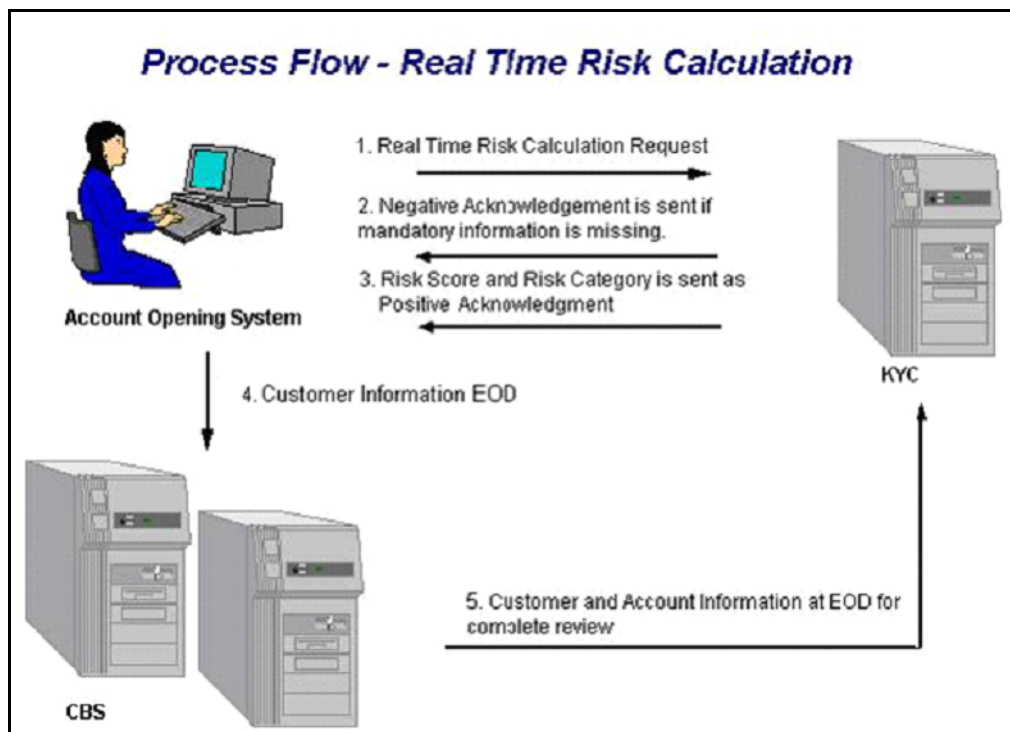 Process Flow - Real Time Risk Calculation
1. Real Time Risk Calculation Request
2. Negative Acknowledgement is sent if
mandatory information is missing.
3. Risk Score and Risk Category is sent as
Positive Acknowledgment
Account Opening System
KYC
4. Customer Information EOD
5. Customer and Account Information at EOD for
complete review
CBS